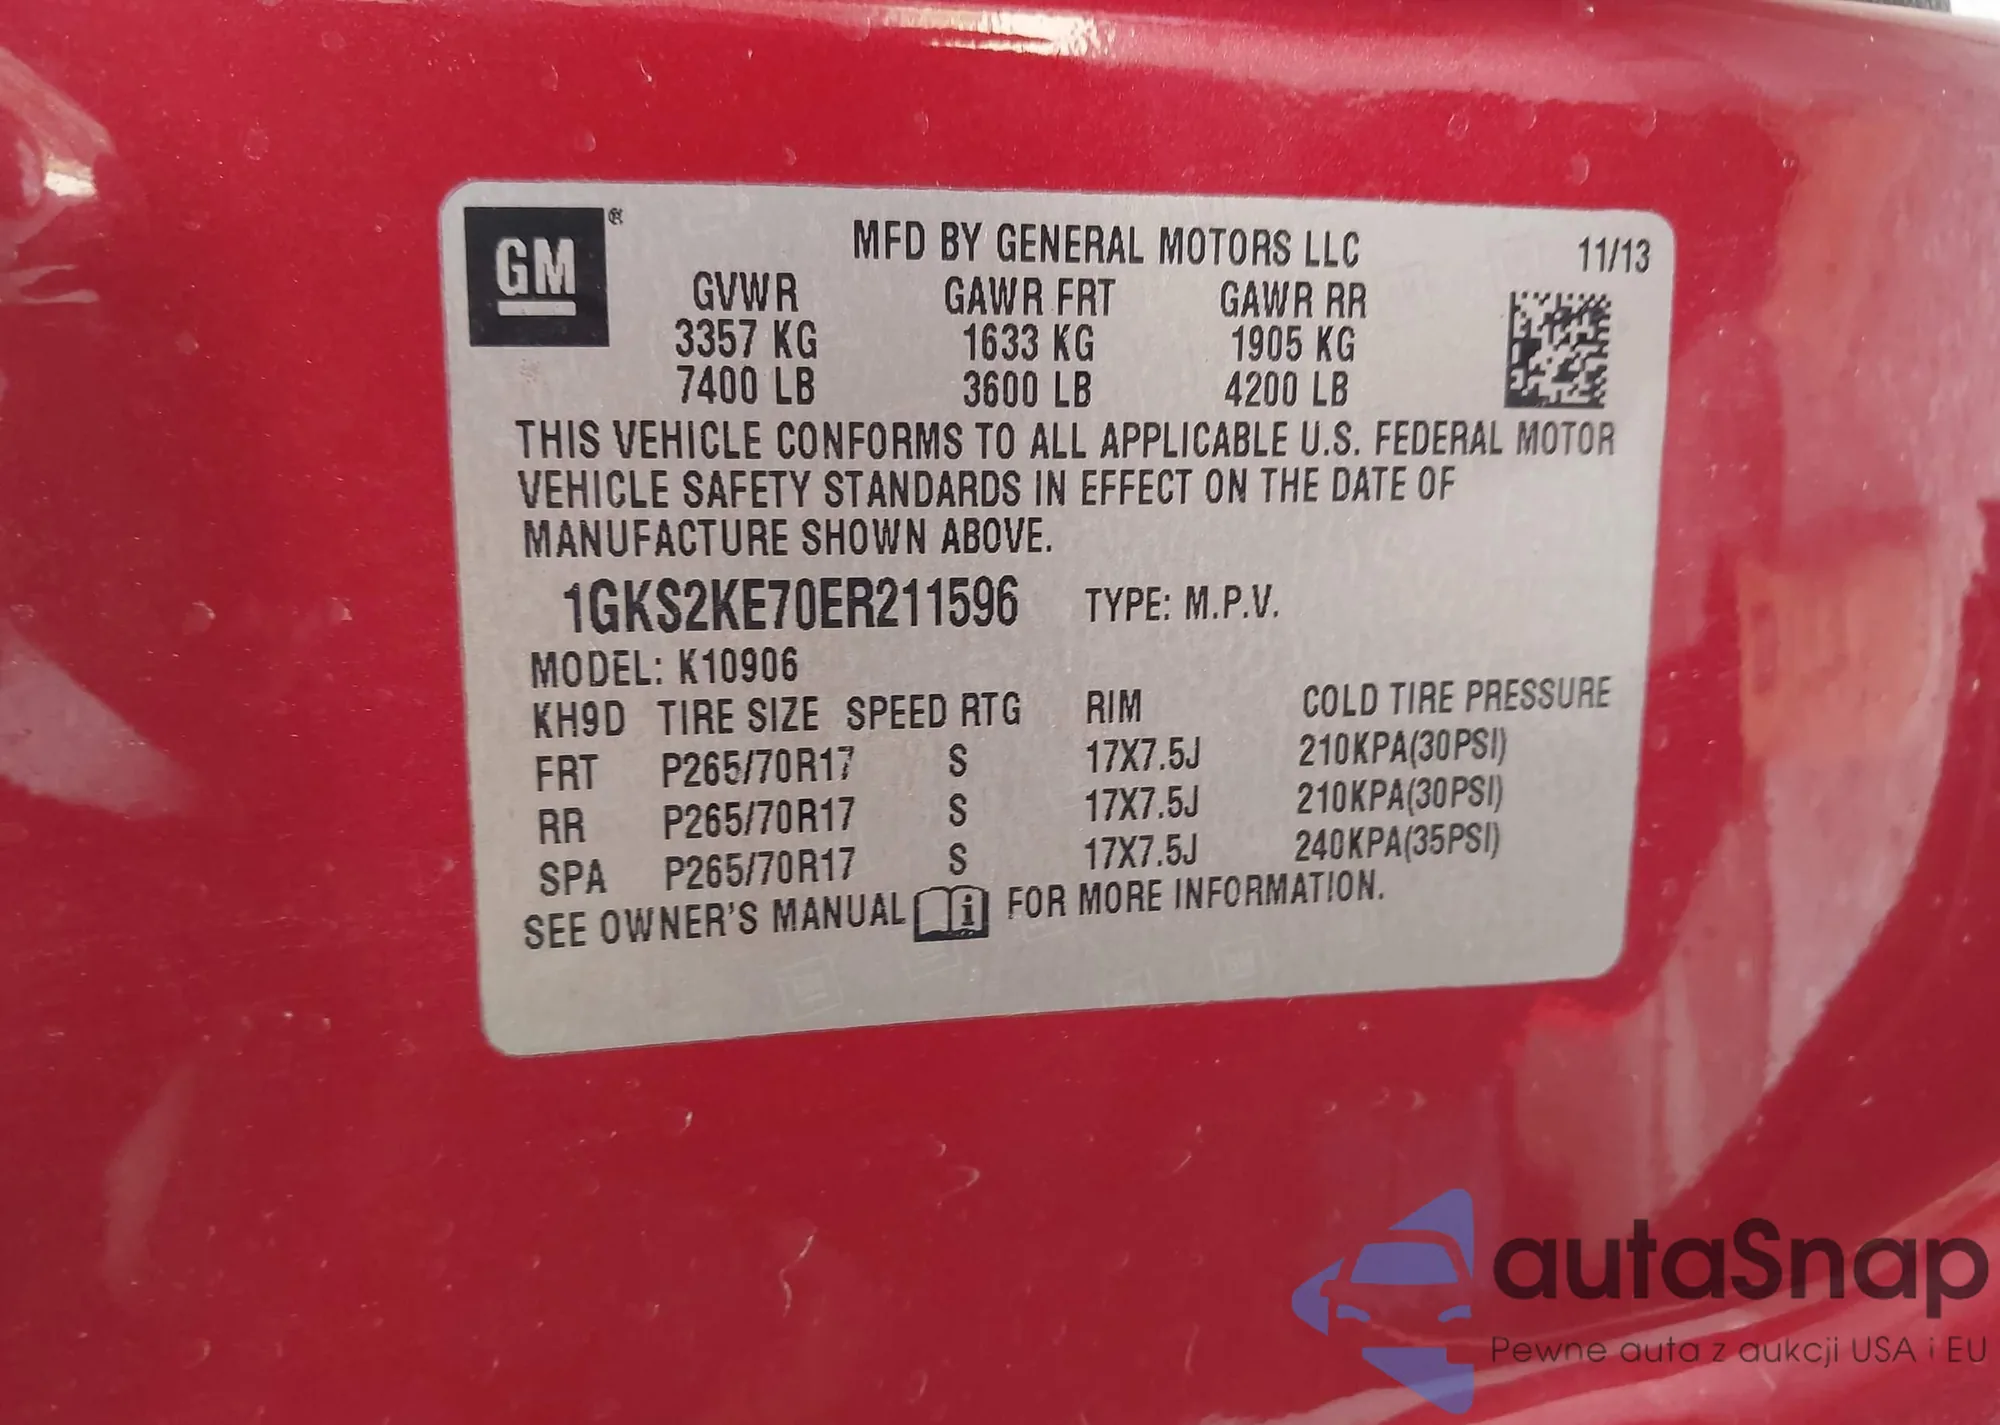 GM ®
MFD BY GENERAL MOTORS LLC 11/13
GVWR GAWR FRT GAWR RR
3357 KG 1633 KG 1905 KG
7400 LB 3600 LB 4200 LB
THIS VEHICLE CONFORMS TO ALL APPLICABLE U.S. FEDERAL MOTOR
VEHICLE SAFETY STANDARDS IN EFFECT ON THE DATE OF
MANUFACTURE SHOWN ABOVE.
1GKS2KE70ER211596 TYPE: M.P.V.
MODEL: K10906
KH9D TIRE SIZE SPEED RTG RIM COLD TIRE PRESSURE
FRT P265/70R17 S 17X7.5J 210KPA(30PSI)
RR P265/70R17 S 17X7.5J 210KPA(30PSI)
SPA P265/70R17 S 17X7.5J 240KPA(35PSI)
SEE OWNER'S MANUAL i FOR MORE INFORMATION.
autaSnap
Pewne auta z aukcji USA i EU